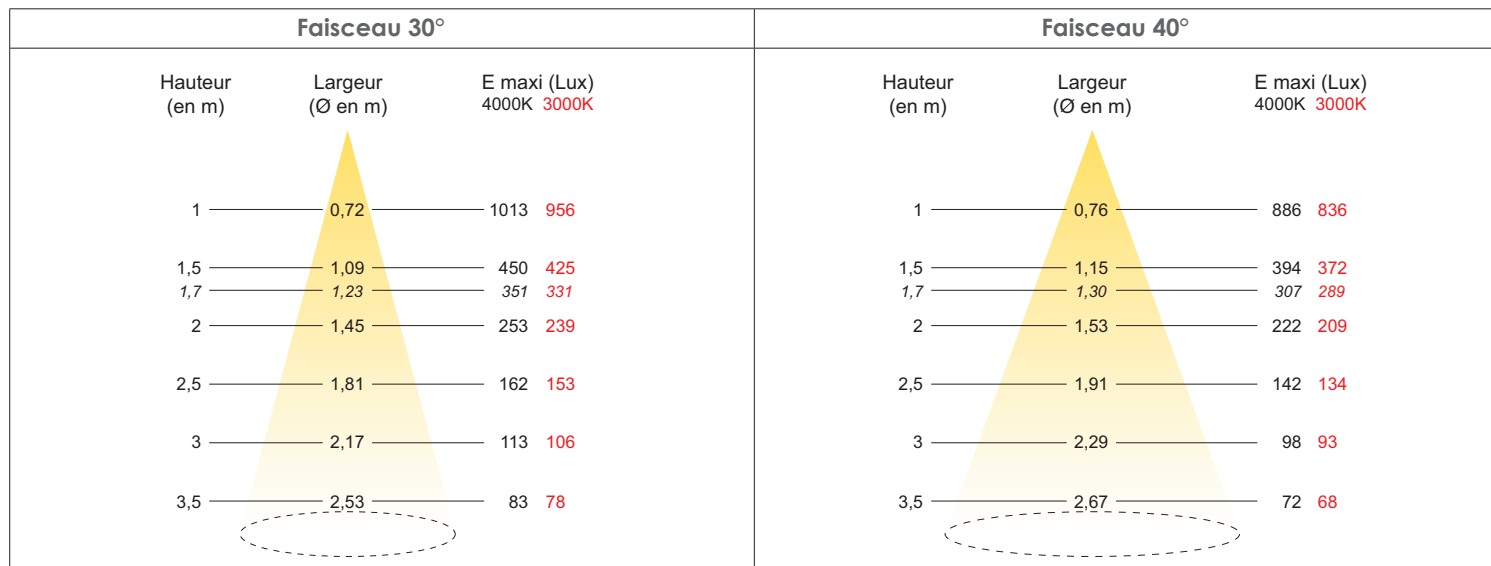 Faisceau 30°
Hauteur (en m) Largeur (Ø en m) E maxi (Lux)
4000K 3000K
1 0,72 1013 956
1,5 1,09 450 425
1,7 1,23 351 331
2 1,45 253 239
2,5 1,81 162 153
3 2,17 113 106
3,5 2,53 83 78
Faisceau 40°
Hauteur (en m) Largeur (Ø en m) E maxi (Lux)
4000K 3000K
1 0,76 886 836
1,5 1,15 394 372
1,7 1,30 307 289
2 1,53 222 209
2,5 1,91 142 134
3 2,29 98 93
3,5 2,67 72 68